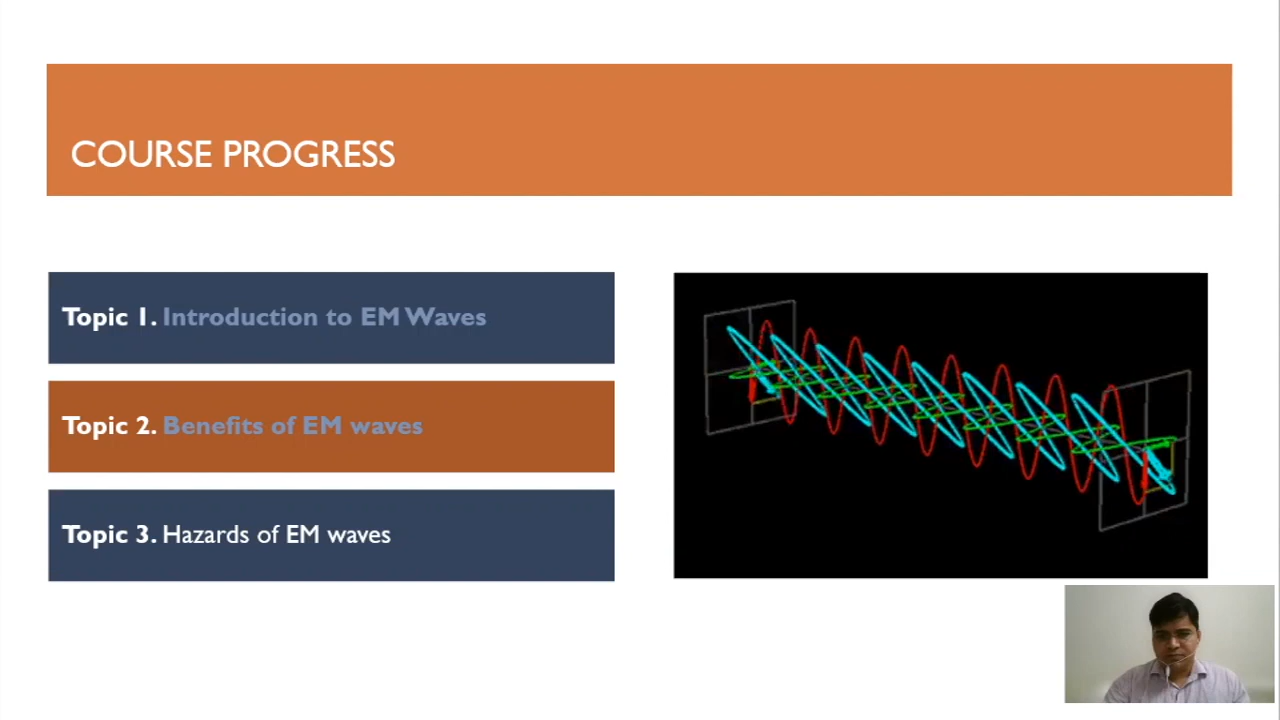 COURSE PROGRESS
Topic 1. Introduction to EM Waves
Topic 2. Benefits of EM waves
Topic 3. Hazards of EM waves